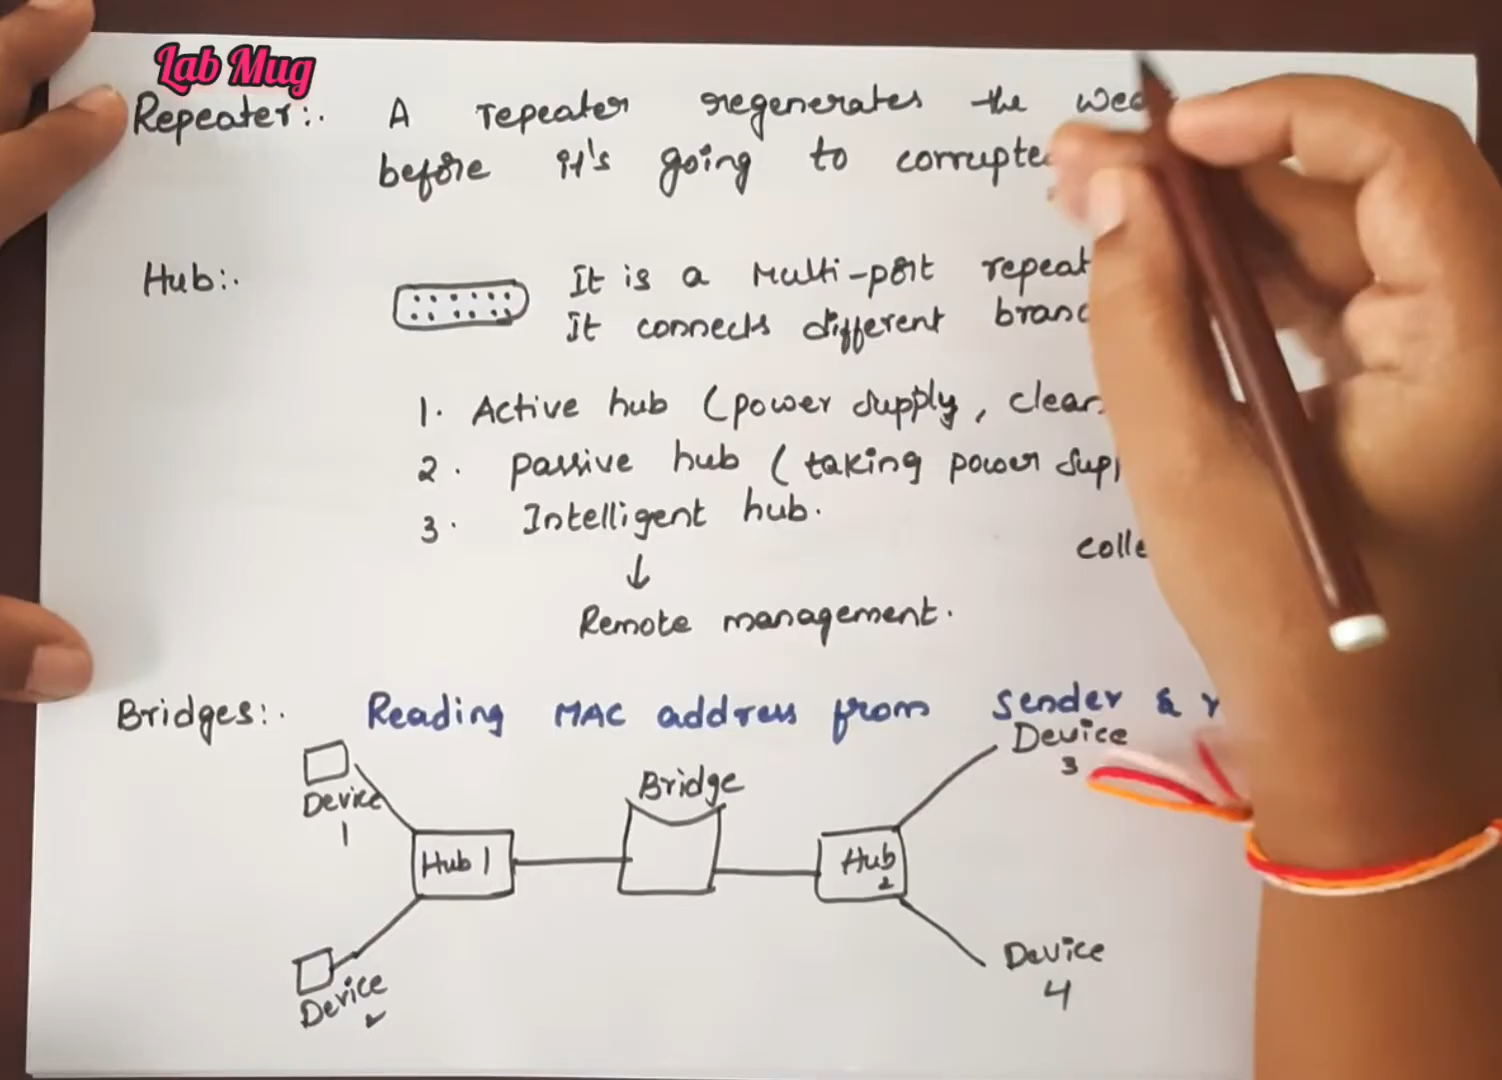 Lab Mug
Repeater:. A repeater regenerates the
before it's going to
Hub:. It is a Multi-port
It connects different
1. Active hub (power supply,
2. passive hub (taking power
3. Intelligent hub.
↓
Remote management.
Bridges:. Reading MAC address from sender &
Device
3
Bridge
Device
1
Hub 1
Hub
2
Device
4
Device
2